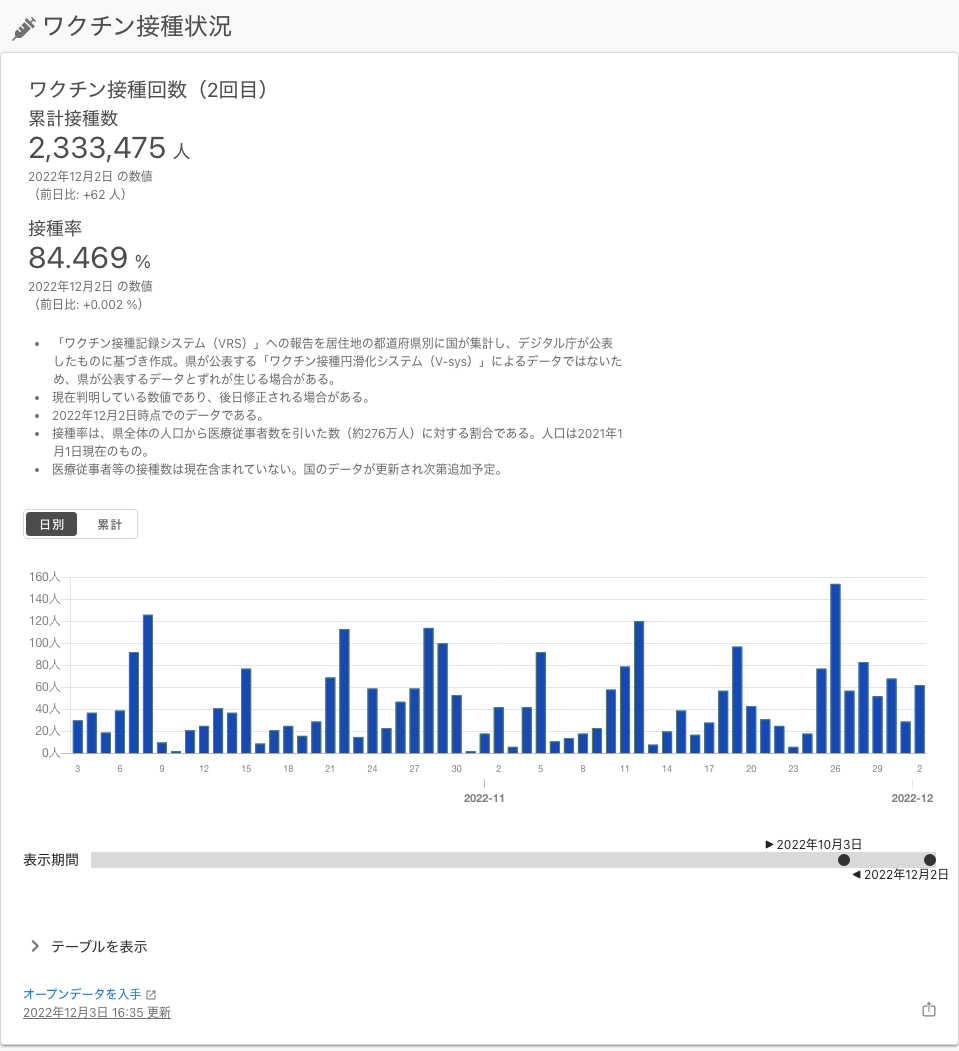 ワクチン接種状況
ワクチン接種回数（2回目）
累計接種数
2,333,475 人
2022年12月2日 の数値
（前日比: +62 人）
接種率
84.469 %
2022年12月2日 の数値
（前日比: +0.002 %）
• 「ワクチン接種記録システム（VRS）」への報告を居住地の都道府県別に国が集計し、デジタル庁が公表
したものに基づき作成。県が公表する「ワクチン接種円滑化システム（V-sys）」によるデータではないた
め、県が公表するデータとずれが生じる場合がある。
• 現在判明している数値であり、後日修正される場合がある。
• 2022年12月2日時点でのデータである。
• 接種率は、県全体の人口から医療従事者数を引いた数（約276万人）に対する割合である。人口は2021年1
月1日現在のもの。
• 医療従事者等の接種数は現在含まれていない。国のデータが更新され次第追加予定。
日別 累計
160人
140人
120人
100人
80人
60人
40人
20人
0人
3 6 9 12 15 18 21 24 27 30 2 5 8 11 14 17 20 23 26 29 2
2022-11 2022-12
▶ 2022年10月3日
表示期間
◀ 2022年12月2日
テーブルを表示
オープンデータを入手
2022年12月3日 16:35 更新